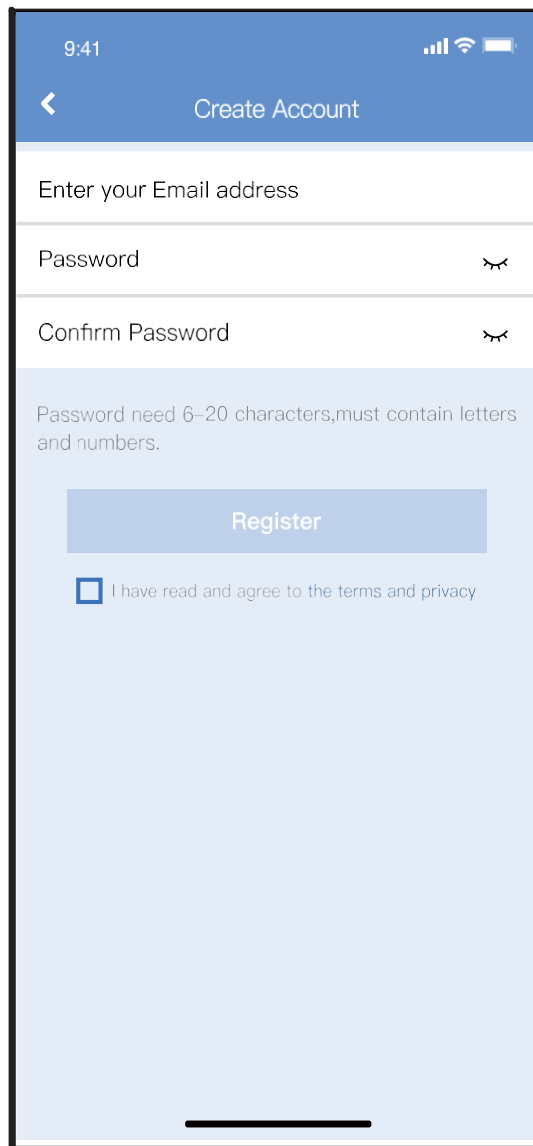 9:41
Create Account
Enter your Email address
Password
Confirm Password
Password need 6-20 characters,must contain letters
and numbers.
Register
I have read and agree to the terms and privacy